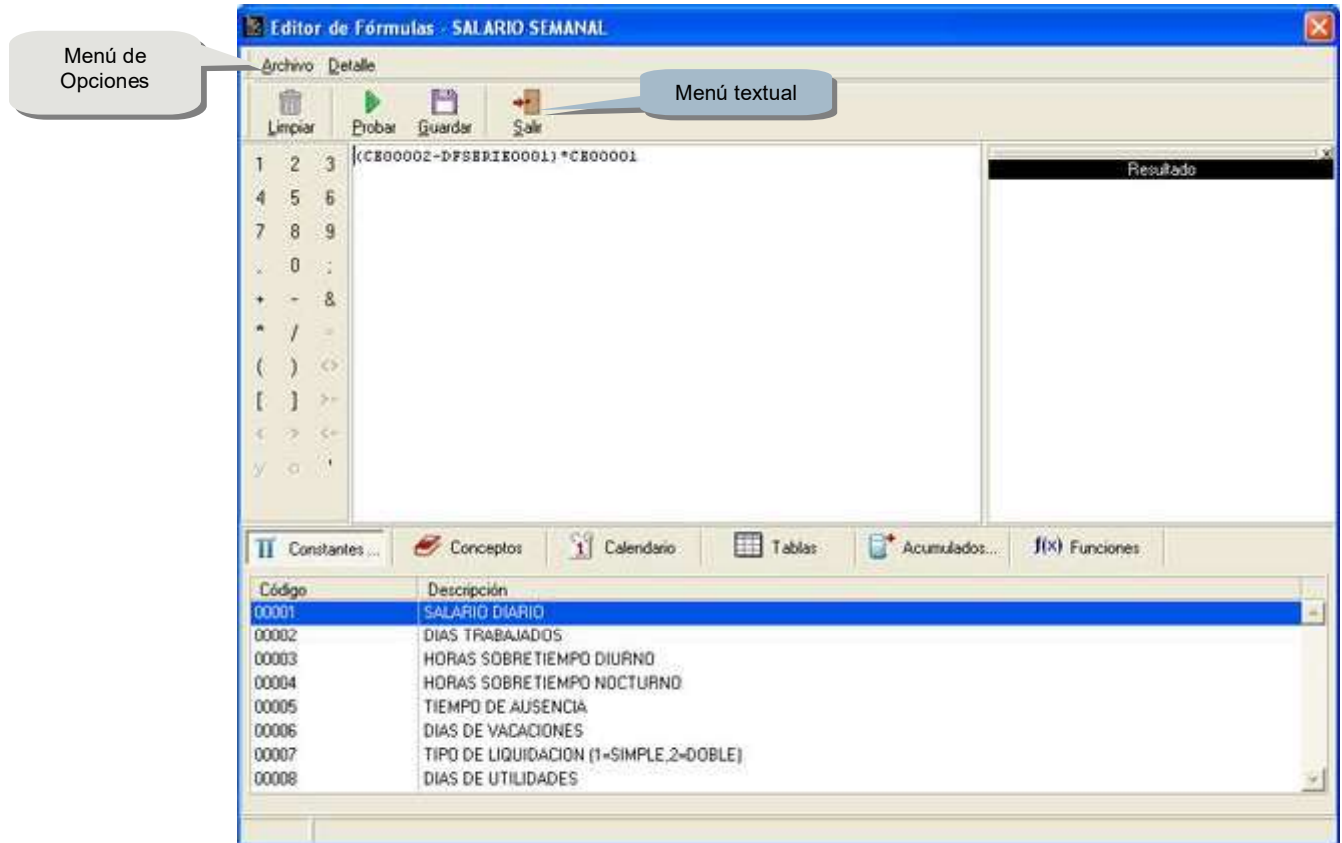 Editor de Fórmulas - SALARIO SEMANAL
Menú de
Opciones
Archivo Detalle
Menú textual
Limpiar Probar Guardar Salir
(CE00002-DFSERIE0001)*CE00001
Resultado
1 2 3
4 5 6
7 8 9
. 0 ;
+ - &
* / =
( ) <>
[ ] >=
< > <=
y o '
Constantes ... Conceptos 1 Calendario Tablas Acumulados... f(x) Funciones
Código Descripción
00001 SALARIO DIARIO
00002 DIAS TRABAJADOS
00003 HORAS SOBRETIEMPO DIURNO
00004 HORAS SOBRETIEMPO NOCTURNO
00005 TIEMPO DE AUSENCIA
00006 DIAS DE VACACIONES
00007 TIPO DE LIQUIDACION (1=SIMPLE,2=DOBLE)
00008 DIAS DE UTILIDADES